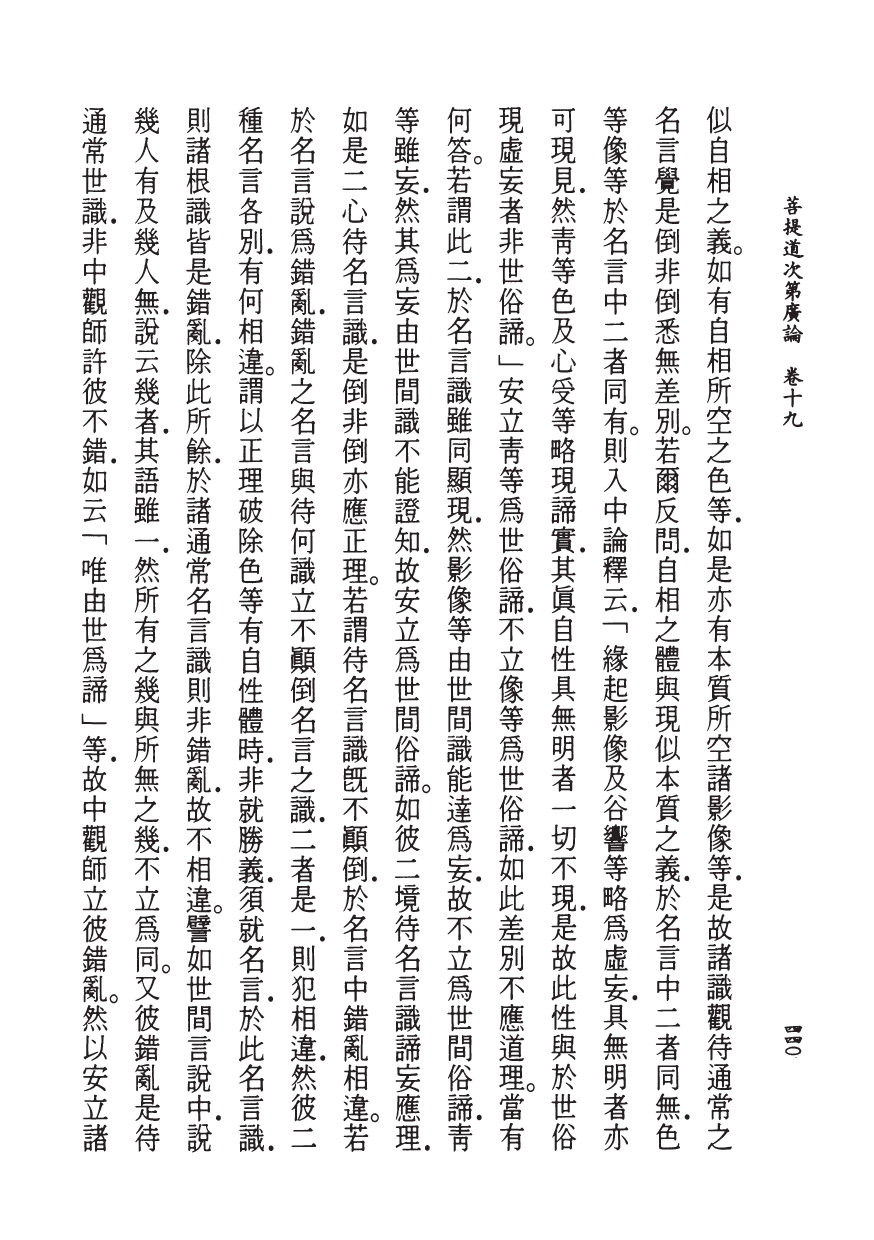 菩提道次第廣論　卷十九
四四〇
似自相之義。如有自相所空之色等．如是亦有本質所空諸影像等．是故諸識觀待通常之
名言覺是倒非倒悉無差別。若爾反問．自相之體與現似本質之義．於名言中二者同無．色
等像等於名言中二者同有。則入中論釋云．「緣起影像及谷響等略爲虛妄．具無明者亦
可現見．然靑等色及心受等略現諦實．其眞自性具無明者一切不現．是故此性與於世俗
現虛妄者非世俗諦。」安立靑等爲世俗諦．不立像等爲世俗諦．如此差別不應道理。當有
何答。若謂此二．於名言識雖同顯現．然影像等由世間識能達爲妄．故不立爲世間俗諦．靑
等雖妄．然其爲妄由世間識不能證知．故安立爲世間俗諦。如彼二境待名言識諦妄應理．
如是二心待名言識．是倒非倒亦應正理。若謂待名言識旣不顚倒．於名言中錯亂相違。若
於名言說爲錯亂．錯亂之名言與待何識立不顚倒名言之識．二者是一．則犯相違．然彼二
種名言各別．有何相違。謂以正理破除色等有自性體時．非就勝義．須就名言．於此名言識．
則諸根識皆是錯亂．除此所餘．於諸通常名言識則非錯亂．故不相違。譬如世間言說中．說
幾人有及幾人無．說云幾者．其語雖一．然所有之幾與所無之幾．不立爲同。又彼錯亂是待
通常世識．非中觀師許彼不錯．如云「唯由世爲諦」等．故中觀師立彼錯亂。然以安立諸